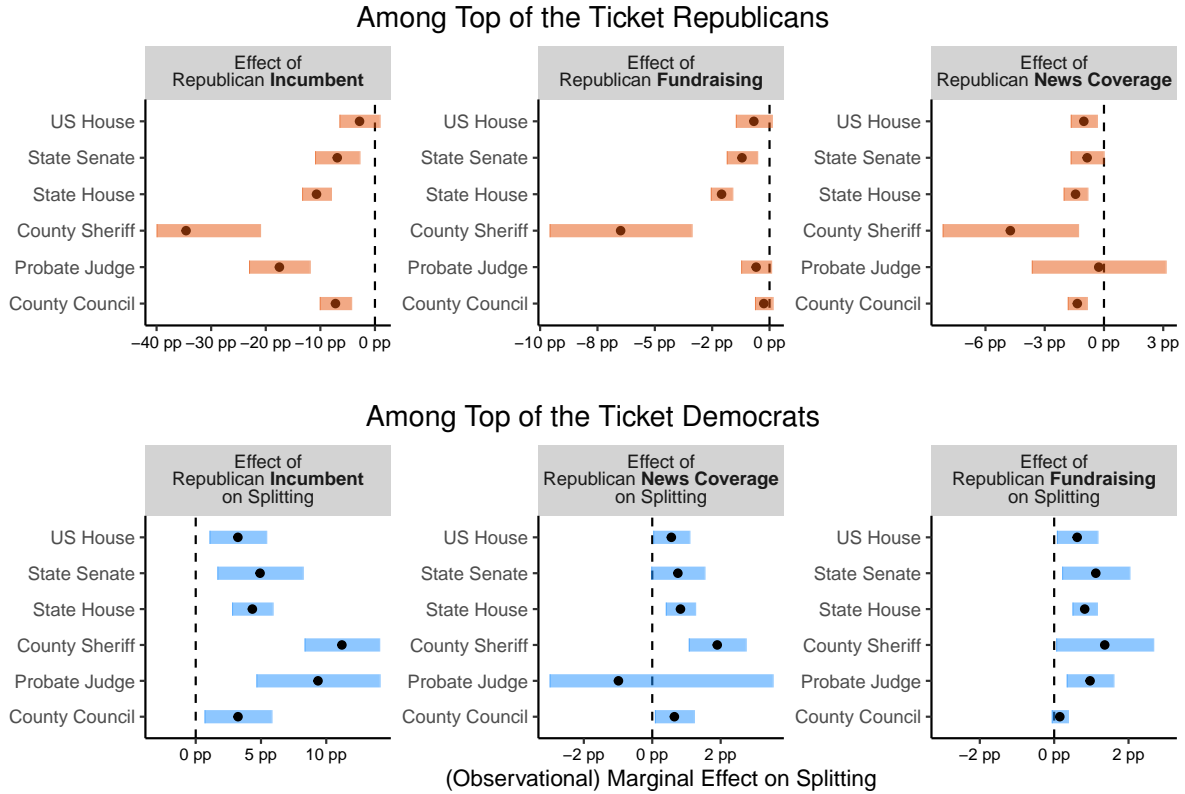 Among Top of the Ticket Republicans
Effect of
Republican Incumbent
Effect of
Republican Fundraising
Effect of
Republican News Coverage
US House
State Senate
State House
County Sheriff
Probate Judge
County Council
−40 pp −30 pp −20 pp −10 pp 0 pp
US House
State Senate
State House
County Sheriff
Probate Judge
County Council
−10 pp −8 pp −5 pp −2 pp 0 pp
US House
State Senate
State House
County Sheriff
Probate Judge
County Council
−6 pp −3 pp 0 pp 3 pp
Among Top of the Ticket Democrats
Effect of
Republican Incumbent
on Splitting
Effect of
Republican News Coverage
on Splitting
Effect of
Republican Fundraising
on Splitting
US House
State Senate
State House
County Sheriff
Probate Judge
County Council
0 pp 5 pp 10 pp
US House
State Senate
State House
County Sheriff
Probate Judge
County Council
−2 pp 0 pp 2 pp
US House
State Senate
State House
County Sheriff
Probate Judge
County Council
0 pp 2 pp
(Observational) Marginal Effect on Splitting